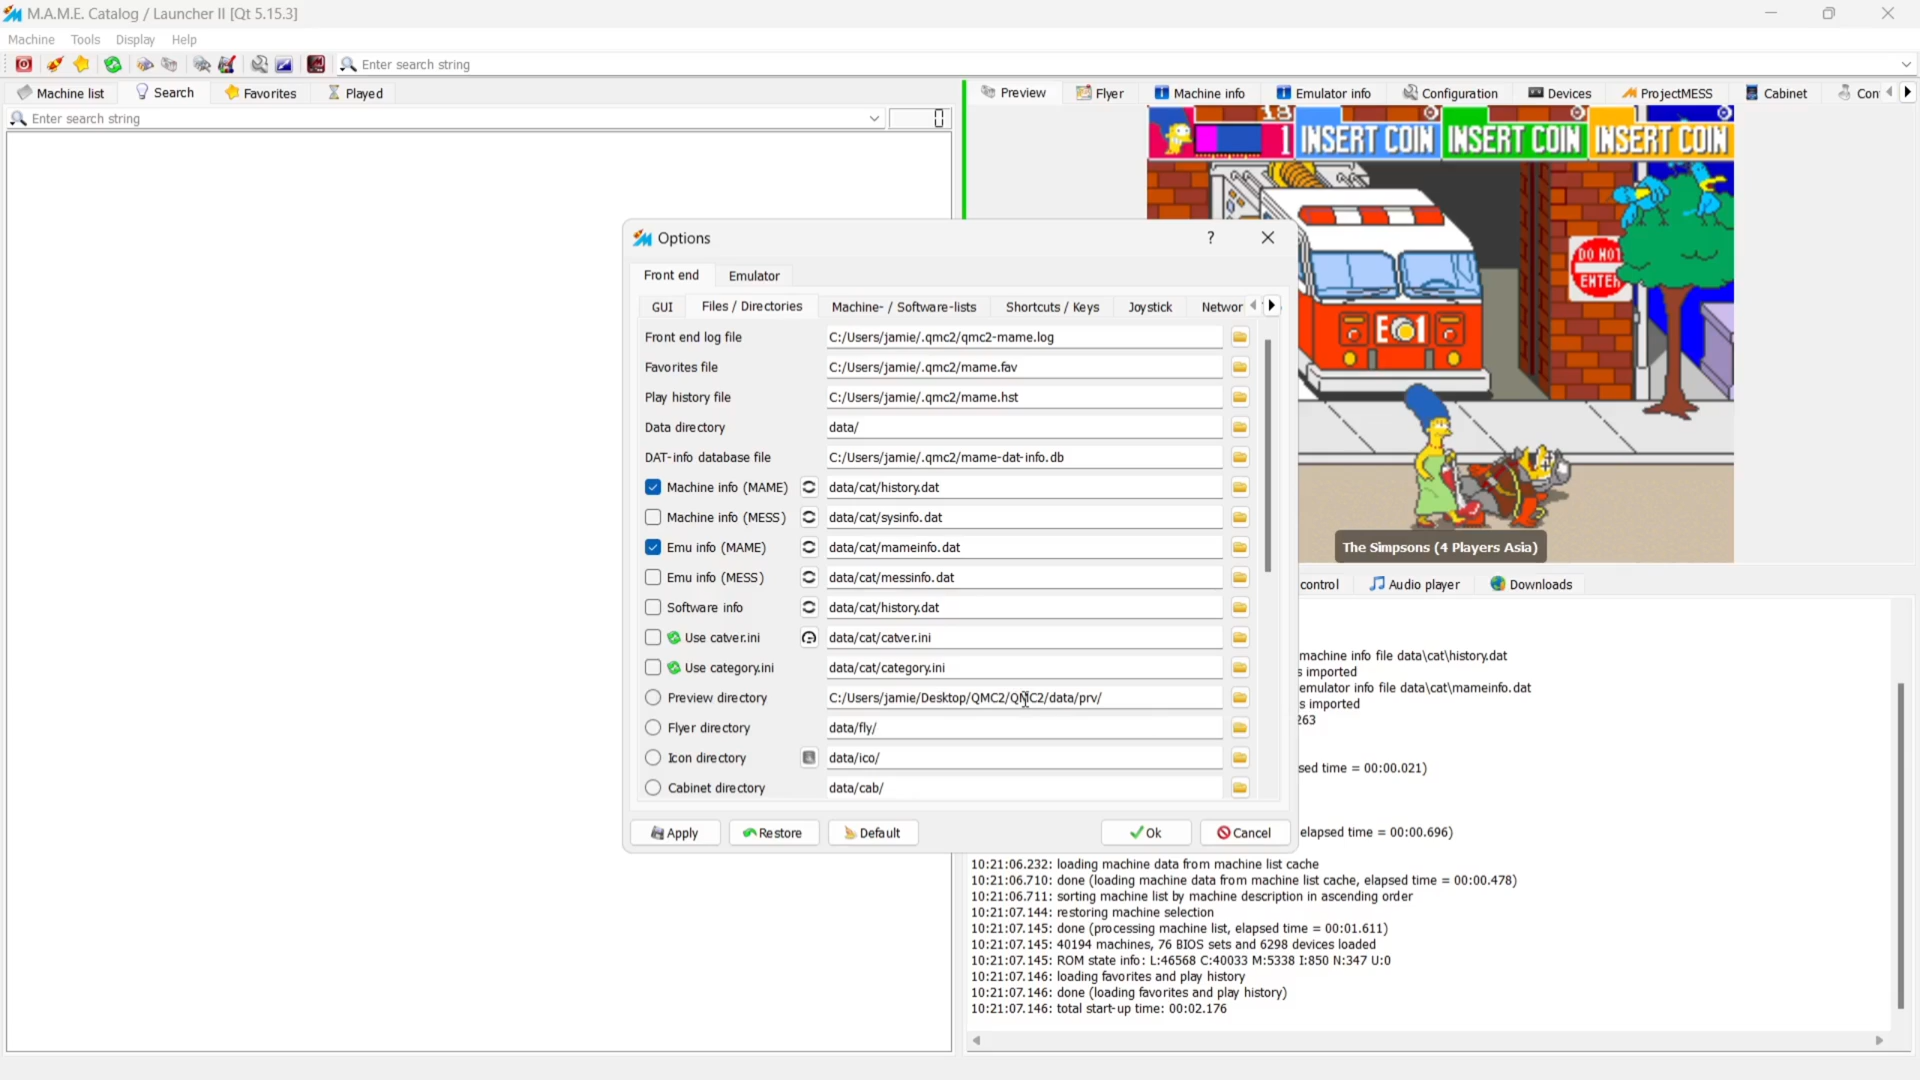 M.A.M.E. Catalog / Launcher II [Qt 5.15.3]
Machine Tools Display Help
Enter search string
Machine list Search Favorites Played
Preview Flyer Machine info Emulator info Configuration Devices ProjectMESS Cabinet Con
Enter search string 0
18
1 INSERT COIN INSERT COIN INSERT COIN
Options ?
Front end Emulator
GUI Files / Directories Machine- / Software-lists Shortcuts / Keys Joystick Networ
DO NOT
ENTER
Front end log file C:/Users/jamie/.qmc2/qmc2-mame.log
Favorites file C:/Users/jamie/.qmc2/mame.fav
Play history file C:/Users/jamie/.qmc2/mame.hst
Data directory data/
DAT-info database file C:/Users/jamie/.qmc2/mame-dat-info.db
Machine info (MAME) data/cat/history.dat
Machine info (MESS) data/cat/sysinfo.dat
Emu info (MAME) data/cat/mameinfo.dat
Emu info (MESS) data/cat/messinfo.dat
Software info data/cat/history.dat
Use catver.ini data/cat/catver.ini
Use category.ini data/cat/category.ini
Preview directory C:/Users/jamie/Desktop/QMC2/QMC2/data/prv/
Flyer directory data/fly/
Icon directory data/ico/
Cabinet directory data/cab/
Apply Restore Default Ok Cancel
The Simpsons (4 Players Asia)
control Audio player Downloads
machine info file data\cat\history.dat
s imported
emulator info file data\cat\mameinfo.dat
s imported
263
sed time = 00:00.021)
elapsed time = 00:00.696)
10:21:06.232: loading machine data from machine list cache
10:21:06.710: done (loading machine data from machine list cache, elapsed time = 00:00.478)
10:21:06.711: sorting machine list by machine description in ascending order
10:21:07.144: restoring machine selection
10:21:07.145: done (processing machine list, elapsed time = 00:01.611)
10:21:07.145: 40194 machines, 76 BIOS sets and 6298 devices loaded
10:21:07.145: ROM state info: L:46568 C:40033 M:5338 I:850 N:347 U:0
10:21:07.146: loading favorites and play history
10:21:07.146: done (loading favorites and play history)
10:21:07.146: total start-up time: 00:02.176